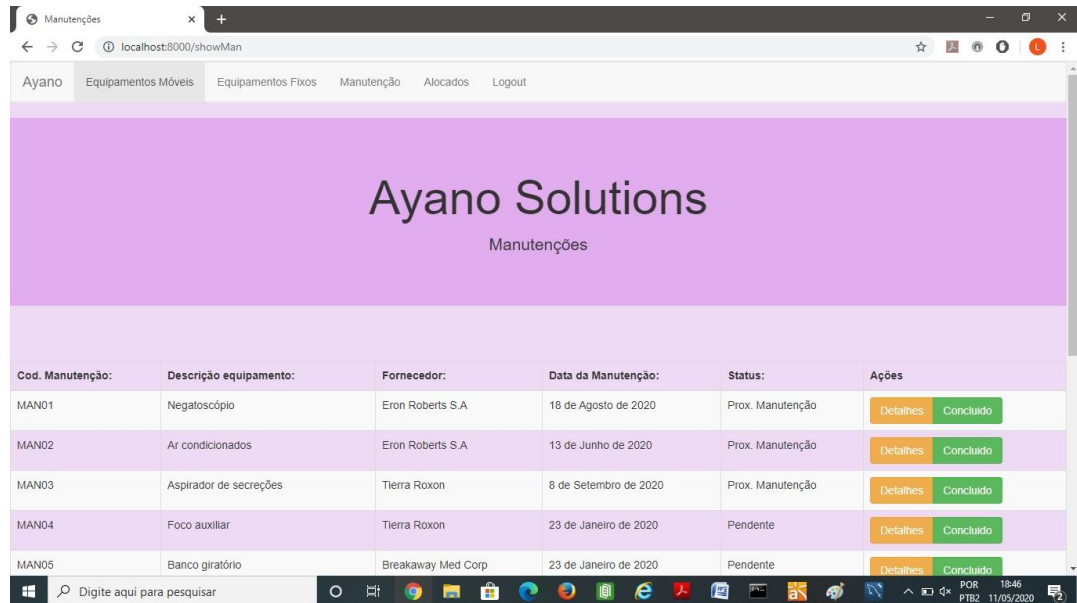 Manutenções
localhost:8000/showMan
Ayano Equipamentos Móveis Equipamentos Fixos Manutenção Alocados Logout
Ayano Solutions
Manutenções
Cod. Manutenção: Descrição equipamento: Fornecedor: Data da Manutenção: Status: Ações
MAN01 Negatoscópio Eron Roberts S.A 18 de Agosto de 2020 Prox. Manutenção Detalhes Concluido
MAN02 Ar condicionados Eron Roberts S.A 13 de Junho de 2020 Prox. Manutenção Detalhes Concluido
MAN03 Aspirador de secreções Tierra Roxon 8 de Setembro de 2020 Prox. Manutenção Detalhes Concluido
MAN04 Foco auxiliar Tierra Roxon 23 de Janeiro de 2020 Pendente Detalhes Concluido
MAN05 Banco giratório Breakaway Med Corp 23 de Janeiro de 2020 Pendente Detalhes Concluido
Digite aqui para pesquisar
POR 18:46
PTB2 11/05/2020